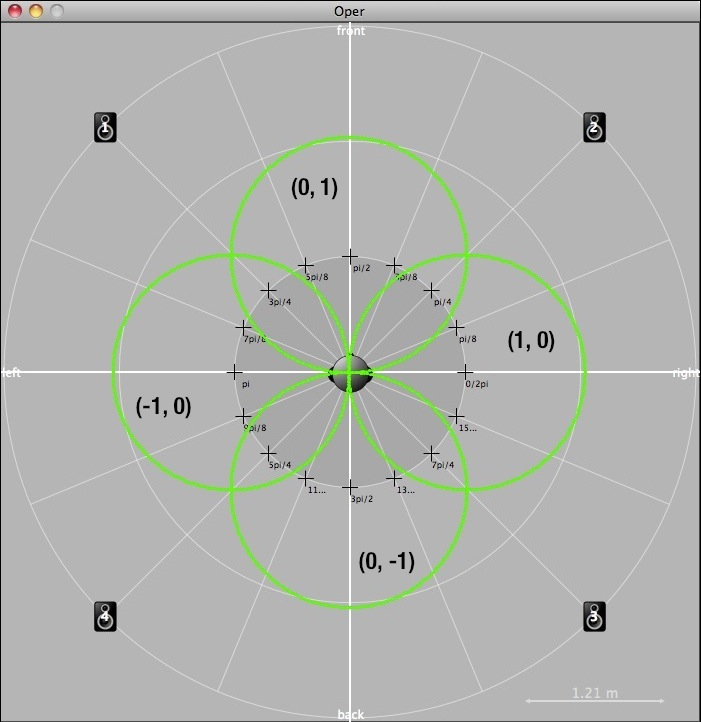 Oper
front
1
2
(0, 1)
pi/2
5pi/8
3pi/8
3pi/4
pi/4
7pi/8
pi/8
(1, 0)
left
right
pi
0/2pi
(-1, 0)
9pi/8
15...
5pi/4
7pi/4
11...
13...
3pi/2
(0, -1)
4
3
1.21 m
back